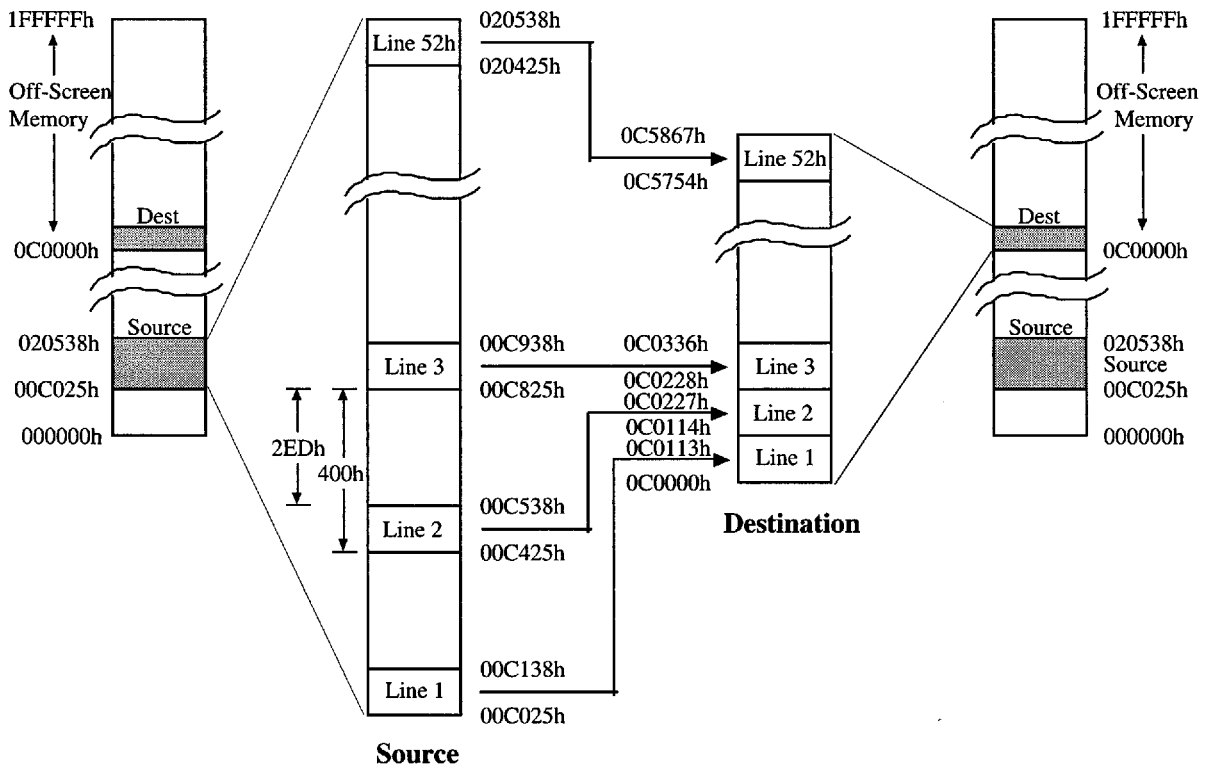 1FFFFFh
Off-Screen
Memory
Dest
0C0000h
Source
020538h
00C025h
000000h
Line 52h
020538h
020425h
Line 3
00C938h
00C825h
2EDh
400h
Line 2
00C538h
00C425h
Line 1
00C138h
00C025h
Source
0C5867h
0C5754h
Line 52h
0C0336h
0C0228h
Line 3
0C0227h
0C0114h
Line 2
0C0113h
0C0000h
Line 1
Destination
1FFFFFh
Off-Screen
Memory
Dest
0C0000h
Source
020538h
Source
00C025h
000000h